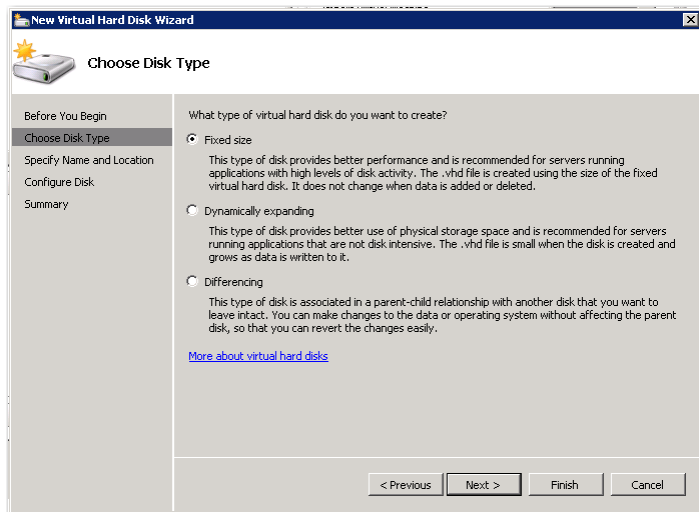 New Virtual Hard Disk Wizard
Choose Disk Type
Before You Begin
Choose Disk Type
Specify Name and Location
Configure Disk
Summary
What type of virtual hard disk do you want to create?
Fixed size
This type of disk provides better performance and is recommended for servers running
applications with high levels of disk activity. The .vhd file is created using the size of the fixed
virtual hard disk. It does not change when data is added or deleted.
Dynamically expanding
This type of disk provides better use of physical storage space and is recommended for servers
running applications that are not disk intensive. The .vhd file is small when the disk is created and
grows as data is written to it.
Differencing
This type of disk is associated in a parent-child relationship with another disk that you want to
leave intact. You can make changes to the data or operating system without affecting the parent
disk, so that you can revert the changes easily.
More about virtual hard disks
< Previous
Next >
Finish
Cancel